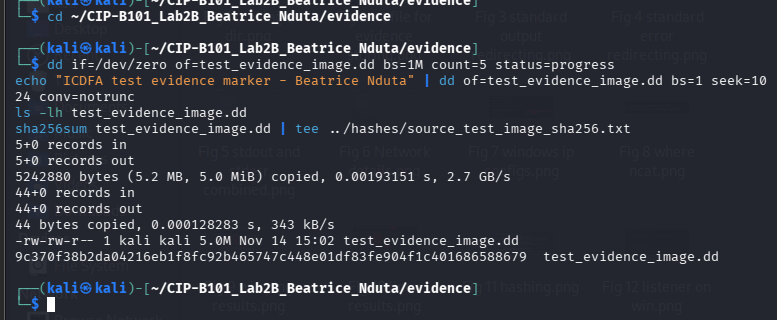 └─$ cd ~/CIP-B101_Lab2B_Beatrice_Nduta/evidence
┌──(kali㉿kali)-[~/CIP-B101_Lab2B_Beatrice_Nduta/evidence]
└─$ dd if=/dev/zero of=test_evidence_image.dd bs=1M count=5 status=progress
echo "ICDFA test evidence marker - Beatrice Nduta" | dd of=test_evidence_image.dd bs=1 seek=10
24 conv=notrunc
ls -lh test_evidence_image.dd
sha256sum test_evidence_image.dd | tee ../hashes/source_test_image_sha256.txt
5+0 records in
5+0 records out
5242880 bytes (5.2 MB, 5.0 MiB) copied, 0.00193151 s, 2.7 GB/s
44+0 records in
44+0 records out
44 bytes copied, 0.000128283 s, 343 kB/s
-rw-rw-r-- 1 kali kali 5.0M Nov 14 15:02 test_evidence_image.dd
9c370f38b2da04216eb1f8fc92b465747c448e01df83fe904f1c401686588679  test_evidence_image.dd
┌──(kali㉿kali)-[~/CIP-B101_Lab2B_Beatrice_Nduta/evidence]
└─$